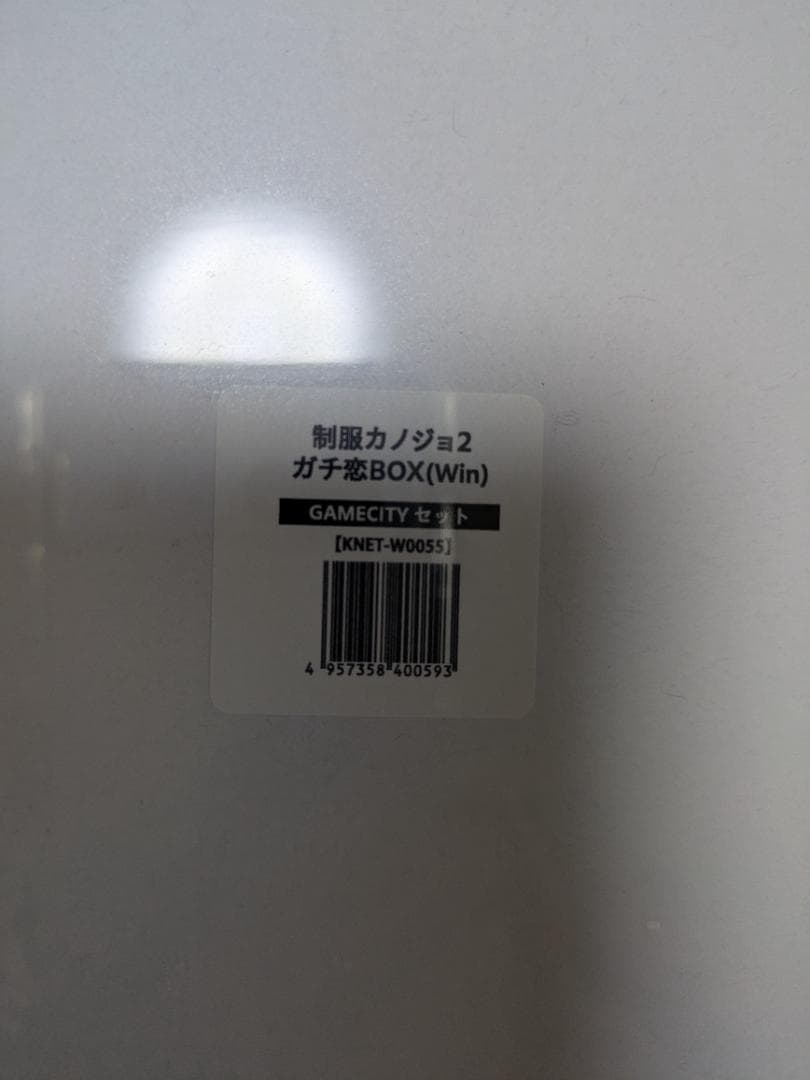 制服カノジョ2
ガチ恋BOX(Win)
GAMECITY セット
【KNET-W0055】
4 957358 400593